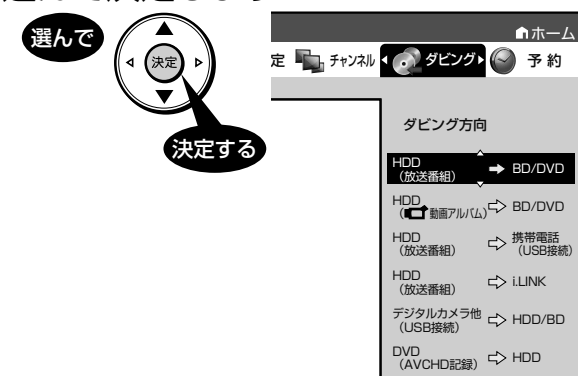 選んで
決定
決定する
ホーム
定 チャンネル ダビング 予約
ダビング方向
HDD
(放送番組) ➡ BD/DVD
HDD
(動画アルバム) ⇨ BD/DVD
HDD
(放送番組) ⇨ 携帯電話
(USB接続)
HDD
(放送番組) ⇨ i.LINK
デジタルカメラ他
(USB接続) ⇨ HDD/BD
DVD
(AVCHD記録) ⇨ HDD